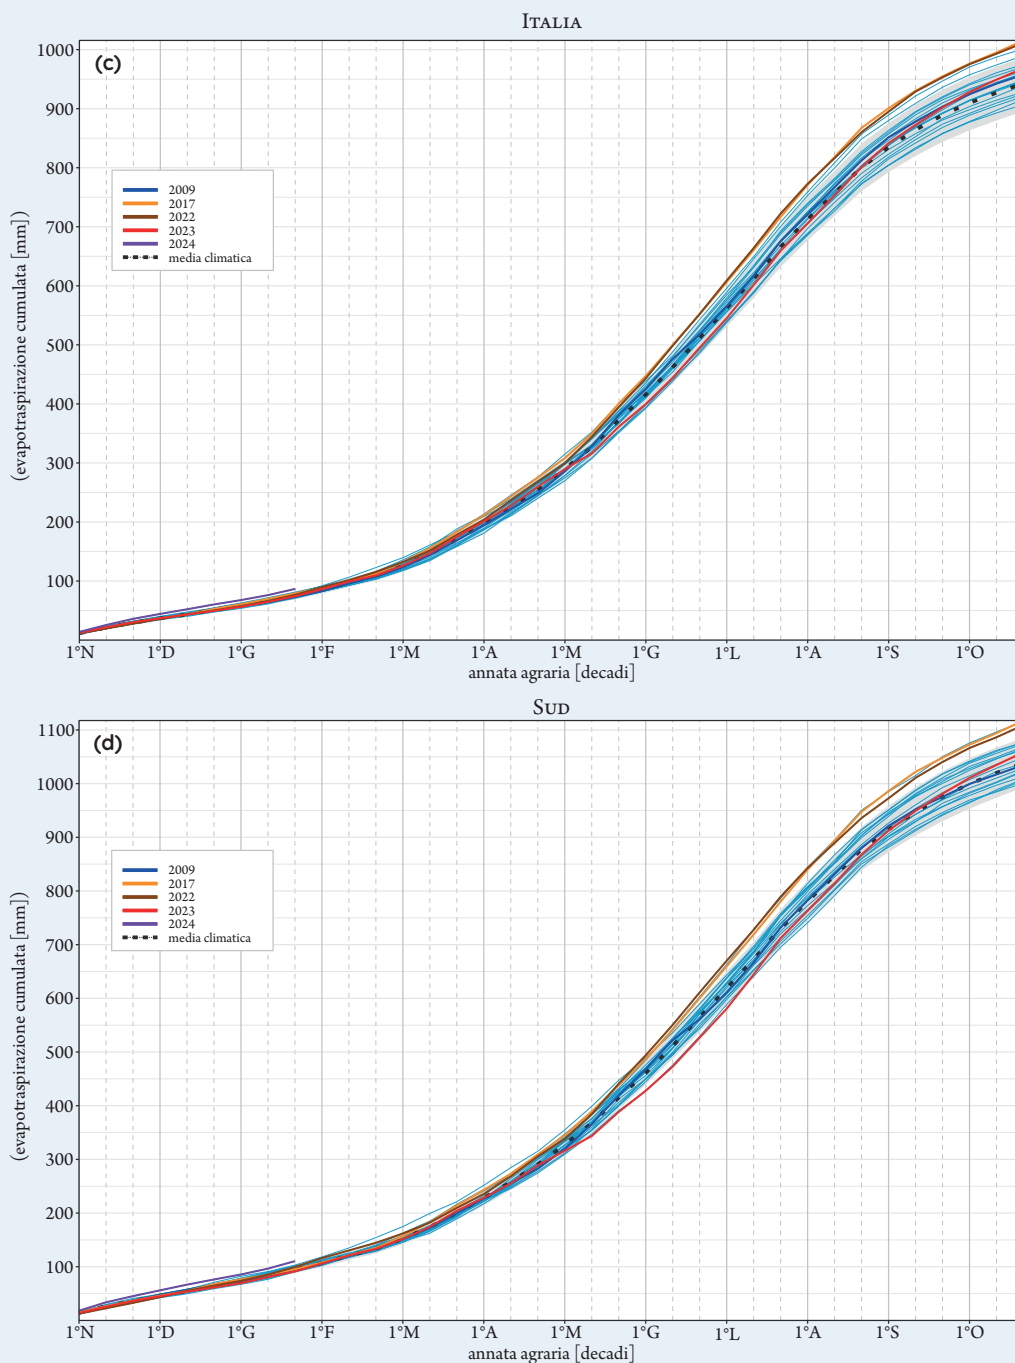 ITALIA
(c)
1000
900
800
700
600
500
400
300
200
100
(evapotraspirazione cumulata [mm])
2009
2017
2022
2023
2024
media climatica
1°N 1°D 1°G 1°F 1°M 1°A 1°M 1°G 1°L 1°A 1°S 1°O
annata agraria [decadi]
SUD
(d)
1100
1000
900
800
700
600
500
400
300
200
100
(evapotraspirazione cumulata [mm])
2009
2017
2022
2023
2024
media climatica
1°N 1°D 1°G 1°F 1°M 1°A 1°M 1°G 1°L 1°A 1°S 1°O
annata agraria [decadi]